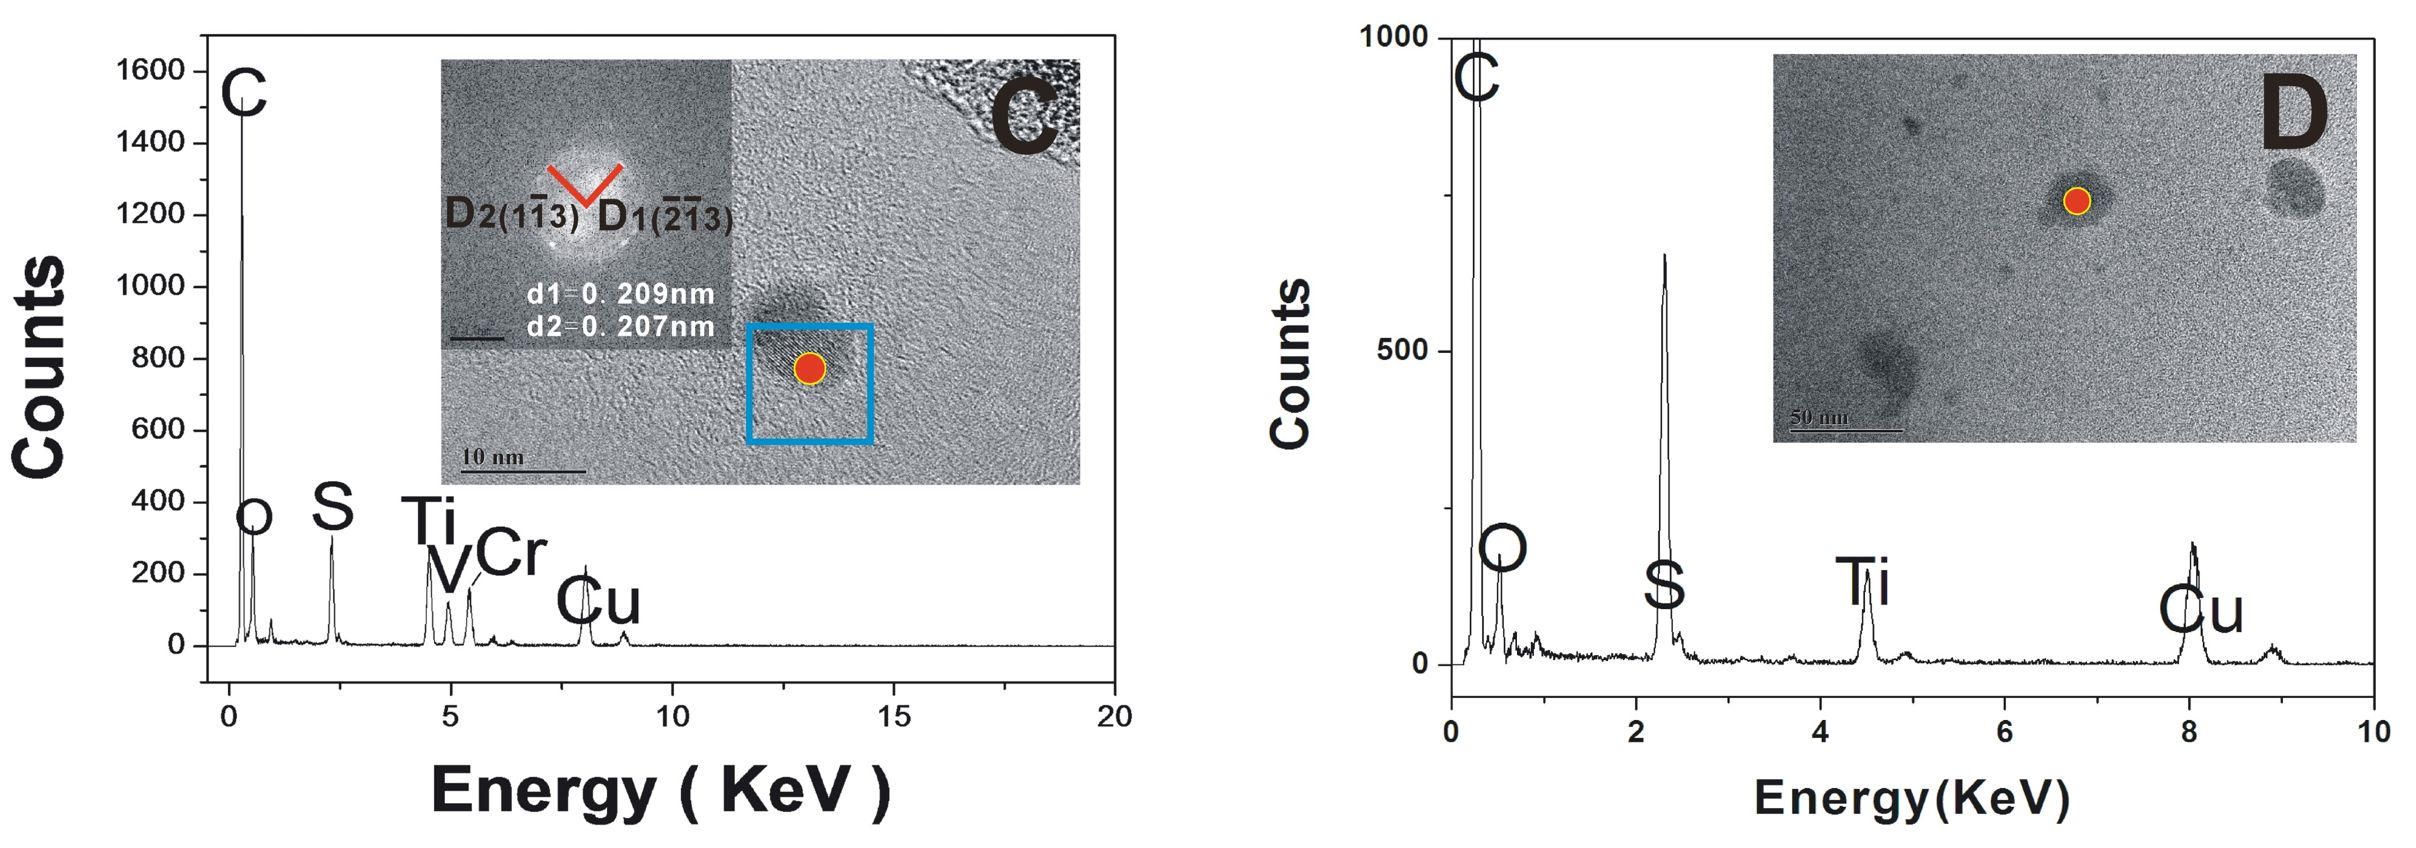 1600
1400
1200
1000
800
600
400
200
0
Counts
0 5 10 15 20
Energy ( KeV )
C
O
S
Ti
V
Cr
Cu
C
D2(11̄3) D1(2̄1̄3)
d1=0. 209nm
d2=0. 207nm
10 nm
1000
500
0
Counts
0 2 4 6 8 10
Energy(KeV)
C
O
S
Ti
Cu
D
50 nm